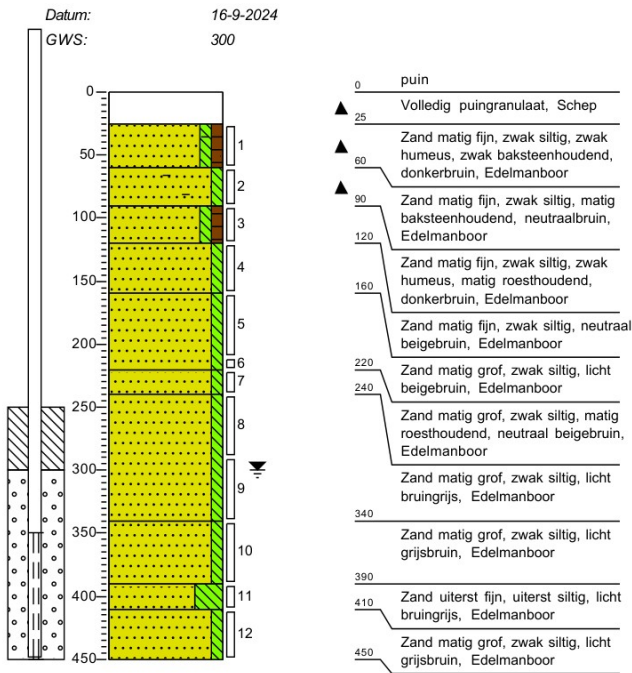 Datum: 16-9-2024
GWS: 300
0
50
100
150
200
250
300
350
400
450
1
2
3
4
5
6
7
8
9
10
11
12
0 puin
Volledig puingranulaat, Schep
25
Zand matig fijn, zwak siltig, zwak
humeus, zwak baksteenhoudend,
donkerbruin, Edelmanboor
60
Zand matig fijn, zwak siltig, matig
baksteenhoudend, neutraalbruin,
Edelmanboor
90
Zand matig fijn, zwak siltig, zwak
humeus, matig roesthoudend,
donkerbruin, Edelmanboor
120
Zand matig fijn, zwak siltig, neutraal
beigebruin, Edelmanboor
160
Zand matig grof, zwak siltig, licht
beigebruin, Edelmanboor
220
Zand matig grof, zwak siltig, matig
roesthoudend, neutraal beigebruin,
Edelmanboor
240
Zand matig grof, zwak siltig, licht
bruingrijs, Edelmanboor
340
Zand matig grof, zwak siltig, licht
grijsbruin, Edelmanboor
390
Zand uiterst fijn, uiterst siltig, licht
bruingrijs, Edelmanboor
410
Zand matig grof, zwak siltig, licht
grijsbruin, Edelmanboor
450